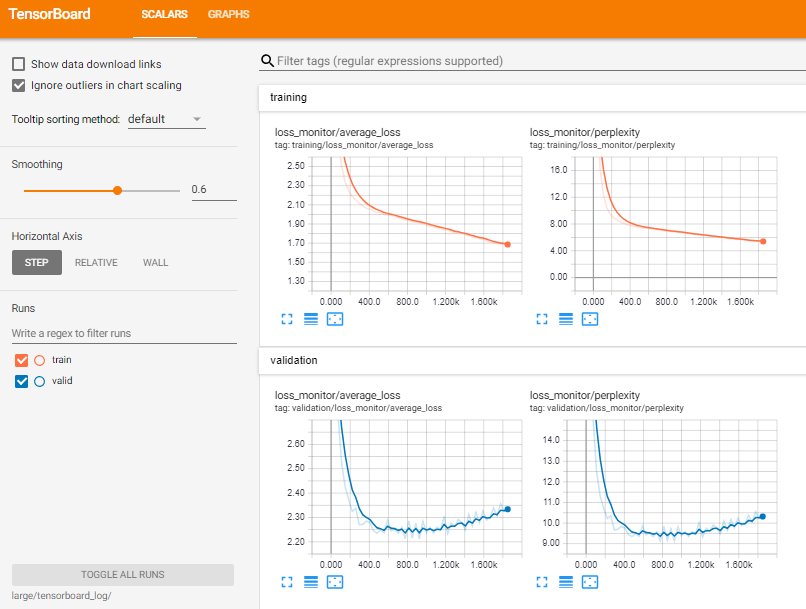 TensorBoard SCALARS GRAPHS
Show data download links
Ignore outliers in chart scaling
Tooltip sorting method: default
Smoothing
0.6
Horizontal Axis
STEP RELATIVE WALL
Runs
Write a regex to filter runs
train
valid
TOGGLE ALL RUNS
large/tensorboard_log/
Filter tags (regular expressions supported)
training
loss_monitor/average_loss
tag: training/loss_monitor/average_loss
2.50
2.30
2.10
1.90
1.70
1.50
1.30
0.000 400.0 800.0 1.200k 1.600k
loss_monitor/perplexity
tag: training/loss_monitor/perplexity
16.0
12.0
8.00
4.00
0.00
0.000 400.0 800.0 1.200k 1.600k
validation
loss_monitor/average_loss
tag: validation/loss_monitor/average_loss
2.60
2.50
2.40
2.30
2.20
0.000 400.0 800.0 1.200k 1.600k
loss_monitor/perplexity
tag: validation/loss_monitor/perplexity
14.0
13.0
12.0
11.0
10.0
9.00
0.000 400.0 800.0 1.200k 1.600k